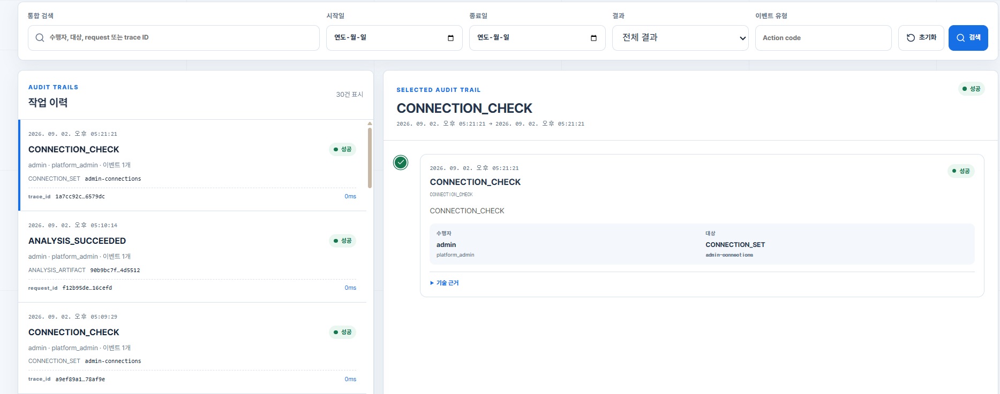 통합 검색
시작일
종료일
결과
이벤트 유형
수행자, 대상, request 또는 trace ID
연도-월-일
연도-월-일
전체 결과
Action code
초기화
검색
AUDIT TRAILS
작업 이력
30건 표시
2026. 09. 02. 오후 05:21:21
CONNECTION_CHECK
성공
admin · platform_admin · 이벤트 1개
CONNECTION_SET admin-connections
trace_id 1a7cc92c…6579dc
0ms
2026. 09. 02. 오후 05:10:14
ANALYSIS_SUCCEEDED
성공
admin · platform_admin · 이벤트 1개
ANALYSIS_ARTIFACT 90b9bc7f…4d5512
request_id f12b95de…16cefd
0ms
2026. 09. 02. 오후 05:09:29
CONNECTION_CHECK
성공
admin · platform_admin · 이벤트 1개
CONNECTION_SET admin-connections
trace_id a9ef89a1…78af9e
0ms
SELECTED AUDIT TRAIL
성공
CONNECTION_CHECK
2026. 09. 02. 오후 05:21:21 → 2026. 09. 02. 오후 05:21:21
2026. 09. 02. 오후 05:21:21
성공
CONNECTION_CHECK
CONNECTION_CHECK
CONNECTION_CHECK
수행자
admin
platform_admin
대상
CONNECTION_SET
admin-connections
▶ 기술 근거